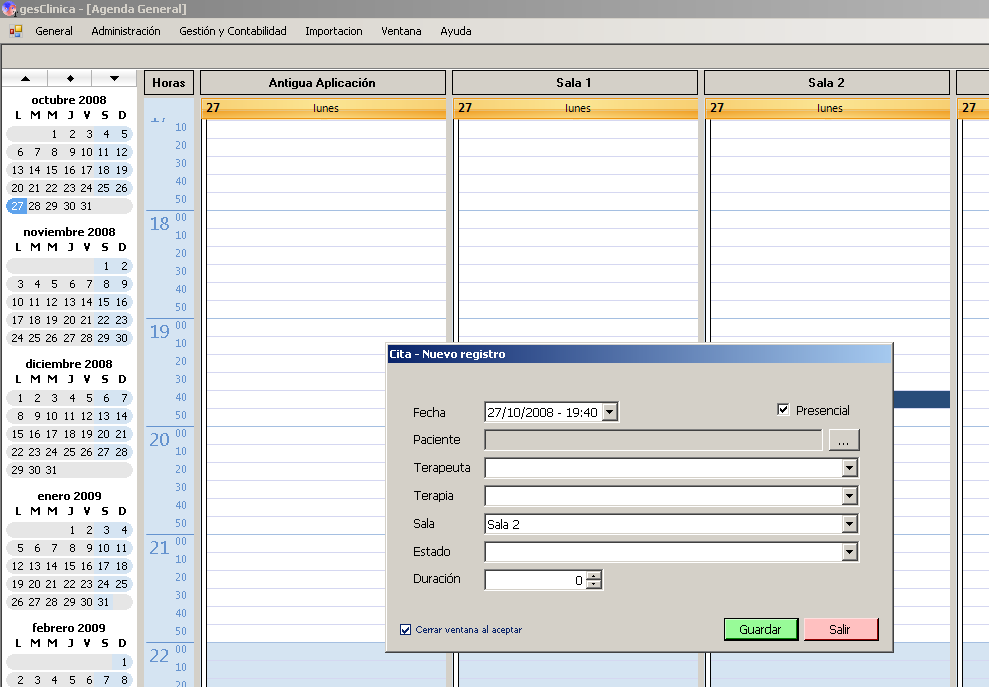 gesClinica - [Agenda General]
General Administración Gestión y Contabilidad Importacion Ventana Ayuda
octubre 2008
L M M J V S D
1 2 3 4 5
6 7 8 9 10 11 12
13 14 15 16 17 18 19
20 21 22 23 24 25 26
27 28 29 30 31
noviembre 2008
L M M J V S D
1 2
3 4 5 6 7 8 9
10 11 12 13 14 15 16
17 18 19 20 21 22 23
24 25 26 27 28 29 30
diciembre 2008
L M M J V S D
1 2 3 4 5 6 7
8 9 10 11 12 13 14
15 16 17 18 19 20 21
22 23 24 25 26 27 28
29 30 31
enero 2009
L M M J V S D
1 2 3 4
5 6 7 8 9 10 11
12 13 14 15 16 17 18
19 20 21 22 23 24 25
26 27 28 29 30 31
febrero 2009
L M M J V S D
1
2 3 4 5 6 7 8
Horas Antigua Aplicación Sala 1 Sala 2
27 lunes 27 lunes 27 lunes 27
17
10
20
30
40
50
18 00
10
20
30
40
50
19 00
10
20
30
40
50
20 00
10
20
30
40
50
21 00
10
20
30
40
50
22 00
10
20
Cita - Nuevo registro
Fecha 27/10/2008 - 19:40 Presencial
Paciente ...
Terapeuta
Terapia
Sala Sala 2
Estado
Duración 0
Cerrar ventana al aceptar Guardar Salir